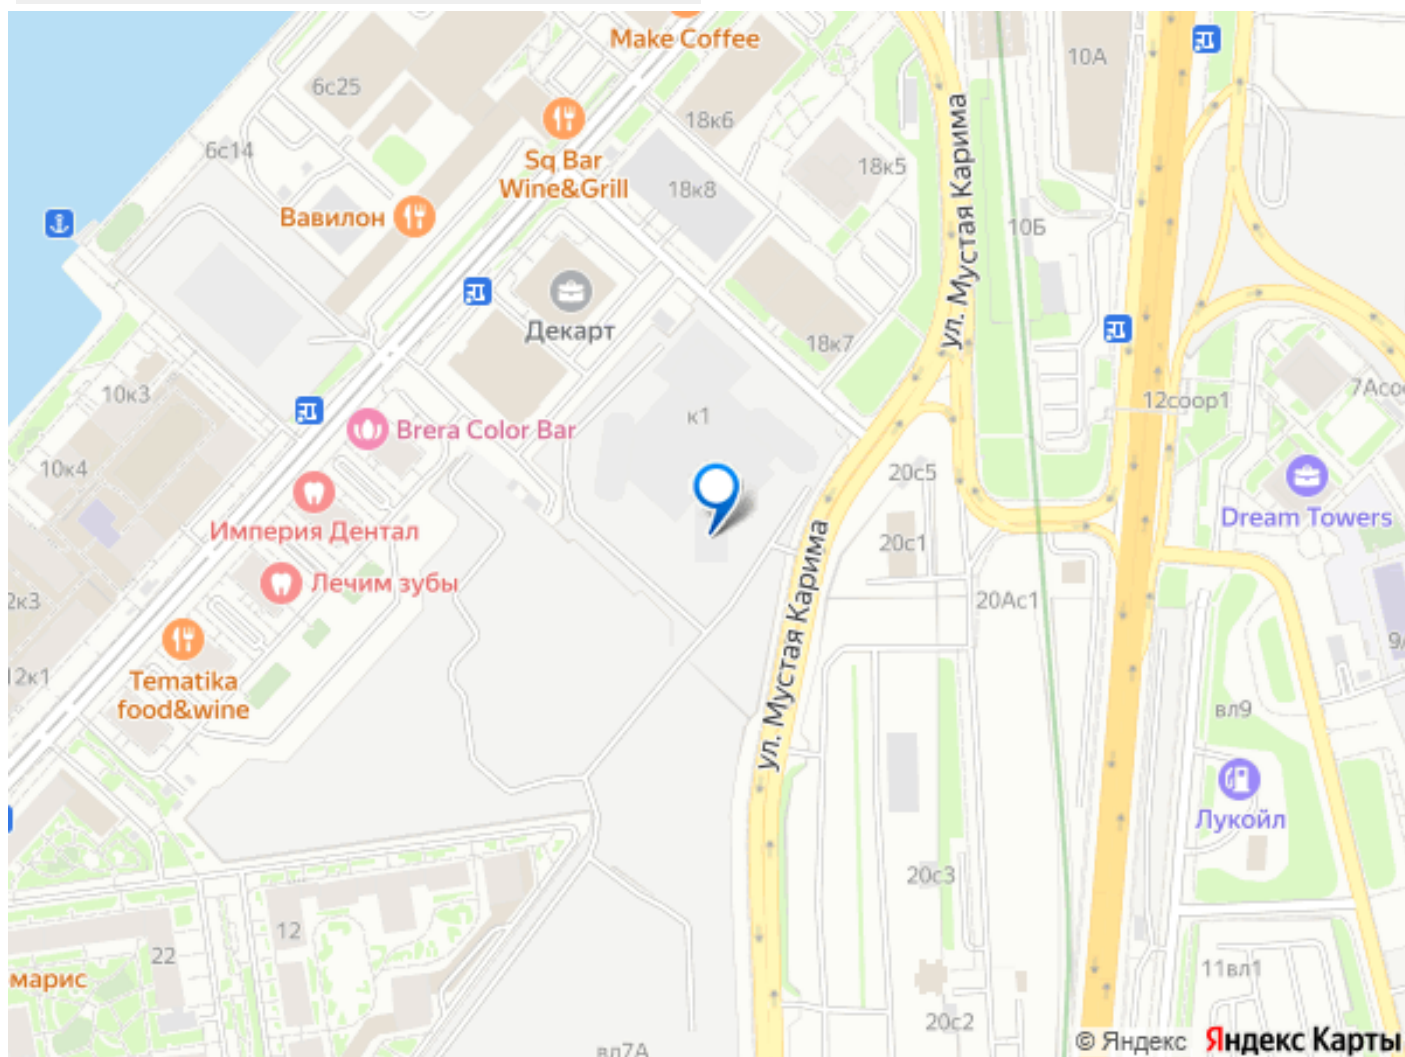 Make Coffee
10А
6с25
18к6
6с14
Sq Bar
Wine&Grill
18к5
18к8
Вавилон
10Б
ул. Мустая Карима
Декарт
18к7
10к3
7Асоо
12соор1
к1
Brera Color Bar
10к4
20с5
Империя Дентал
Dream Towers
20с1
Лечим зубы
ул. Мустая Карима
2к3
20Ас1
9/
12к1
Tematika
food&wine
вл9
Лукойл
20с3
12
22
марис
11вл1
20с2
вл7А
© Яндекс Яндекс Карты